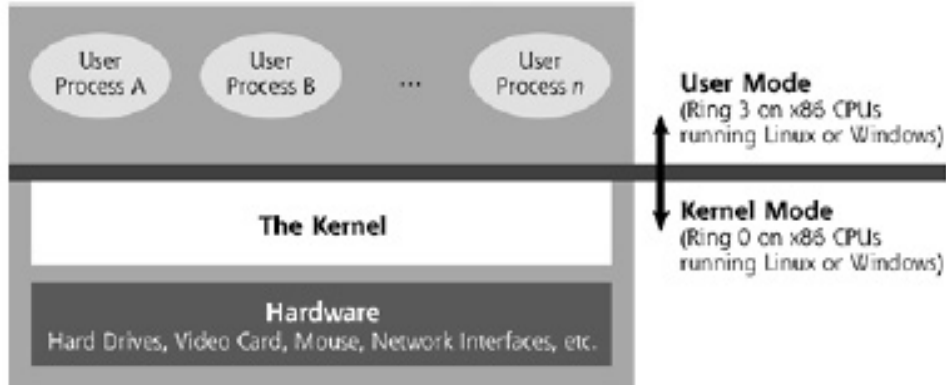 User
Process A
User
Process B
...
User
Process n
User Mode
(Ring 3 on x86 CPUs
running Linux or Windows)
The Kernel
Kernel Mode
(Ring 0 on x86 CPUs
running Linux or Windows)
Hardware
Hard Drives, Video Card, Mouse, Network Interfaces, etc.